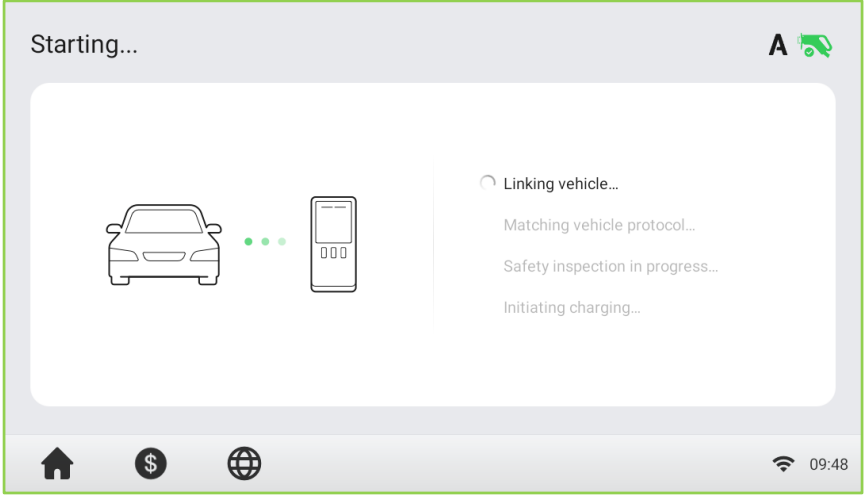 Starting...
A
Linking vehicle...
Matching vehicle protocol...
Safety inspection in progress...
Initiating charging...
$
09:48